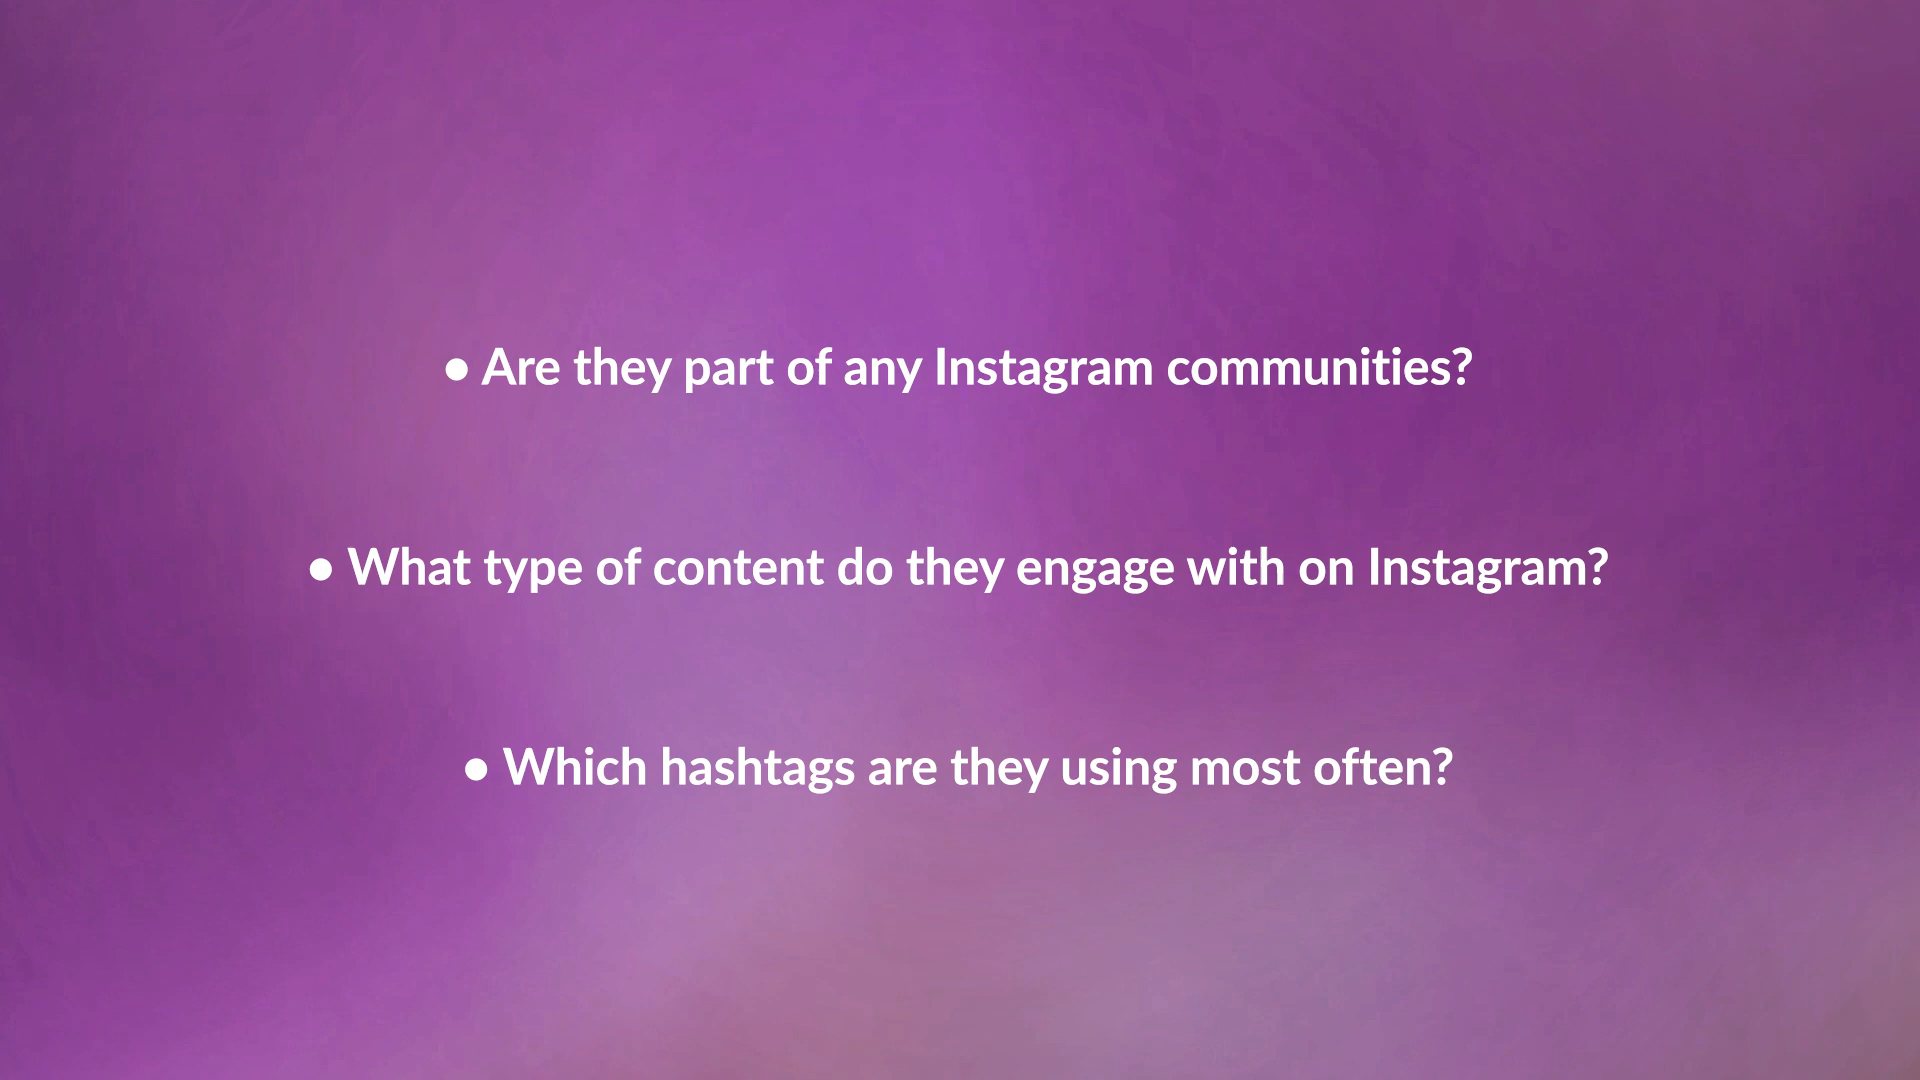 • Are they part of any Instagram communities?
• What type of content do they engage with on Instagram?
• Which hashtags are they using most often?